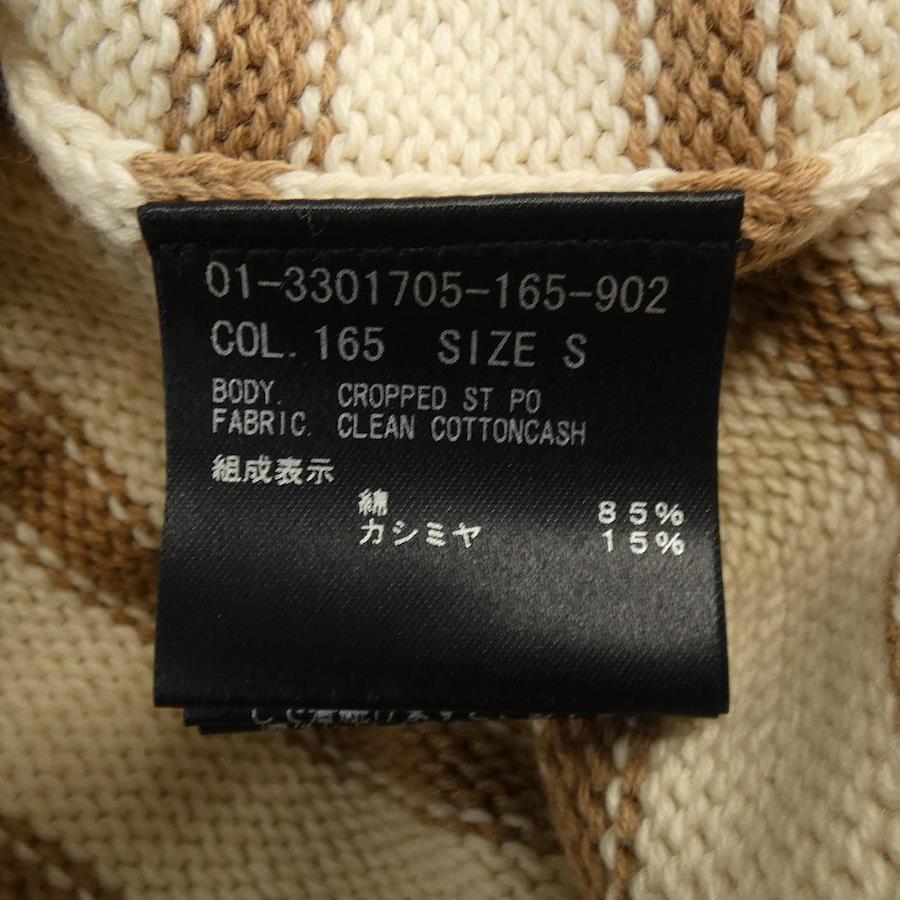 01-3301705-165-902
COL. 165 SIZE S
BODY. CROPPED ST PO
FABRIC. CLEAN COTTONCASH
組成表示
綿 85%
カシミヤ 15%